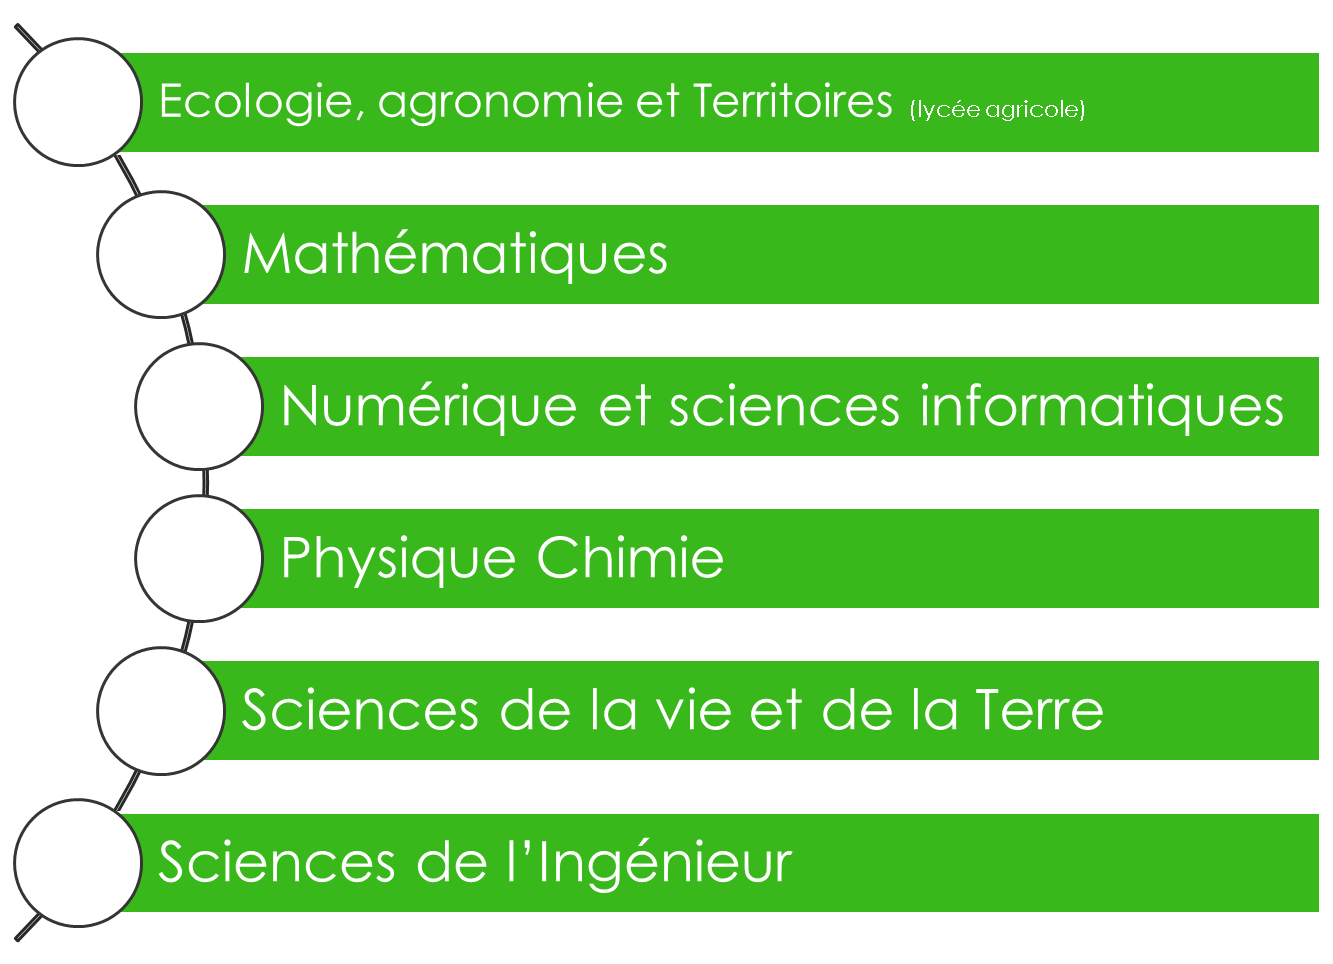 Ecologie, agronomie et Territoires (lycée agricole)
Mathématiques
Numérique et sciences informatiques
Physique Chimie
Sciences de la vie et de la Terre
Sciences de l’Ingénieur